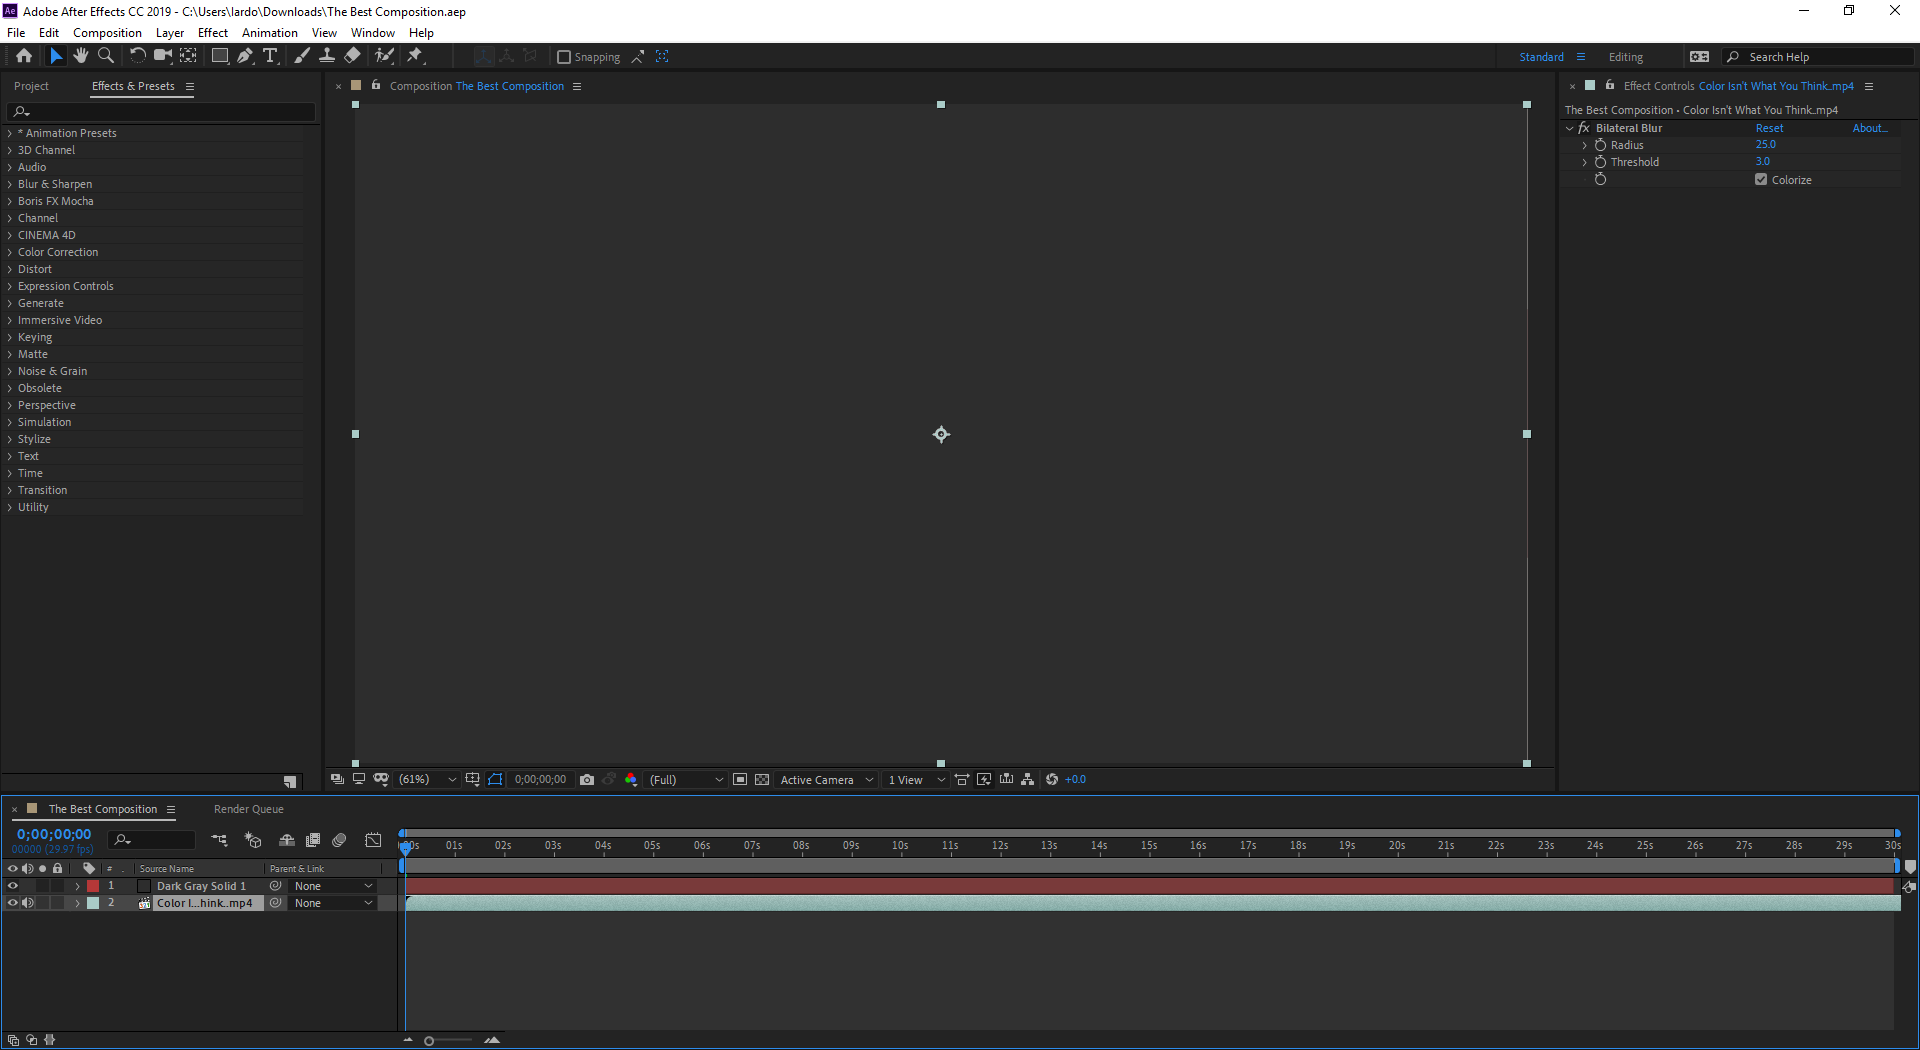 Ae Adobe After Effects CC 2019 - C:\Users\lardo\Downloads\The Best Composition.aep
File Edit Composition Layer Effect Animation View Window Help
Snapping Standard Editing Search Help
Project Effects & Presets
* Animation Presets
3D Channel
Audio
Blur & Sharpen
Boris FX Mocha
Channel
CINEMA 4D
Color Correction
Distort
Expression Controls
Generate
Immersive Video
Keying
Matte
Noise & Grain
Obsolete
Perspective
Simulation
Stylize
Text
Time
Transition
Utility
Composition The Best Composition
(61%) 0;00;00;00 (Full) Active Camera 1 View +0.0
Effect Controls Color Isn't What You Think..mp4
The Best Composition • Color Isn't What You Think..mp4
fx Bilateral Blur Reset About...
Radius 25.0
Threshold 3.0
Colorize
The Best Composition Render Queue
0;00;00;00
00000 (29.97 fps)
00s 01s 02s 03s 04s 05s 06s 07s 08s 09s 10s 11s 12s 13s 14s 15s 16s 17s 18s 19s 20s 21s 22s 23s 24s 25s 26s 27s 28s 29s 30s
# . Source Name Parent & Link
1 Dark Gray Solid 1 None
2 Color I...hink..mp4 None